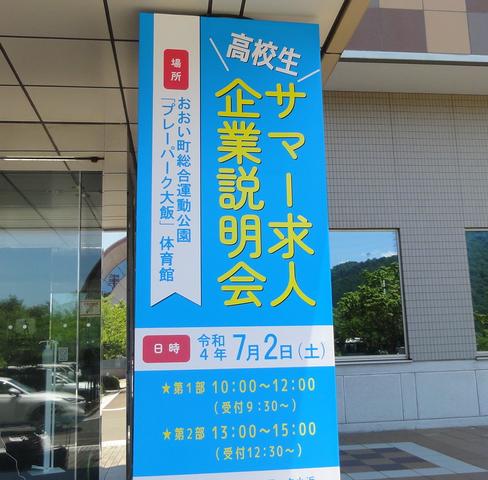 高校生
サマー求人
企業説明会
場所
おおい町総合運動公園
「プレーパーク大飯」体育館
日時 令和4年 7月2日(土)
★第1部 10:00～12:00
(受付9:30～)
★第2部 13:00～15:00
(受付12:30～)